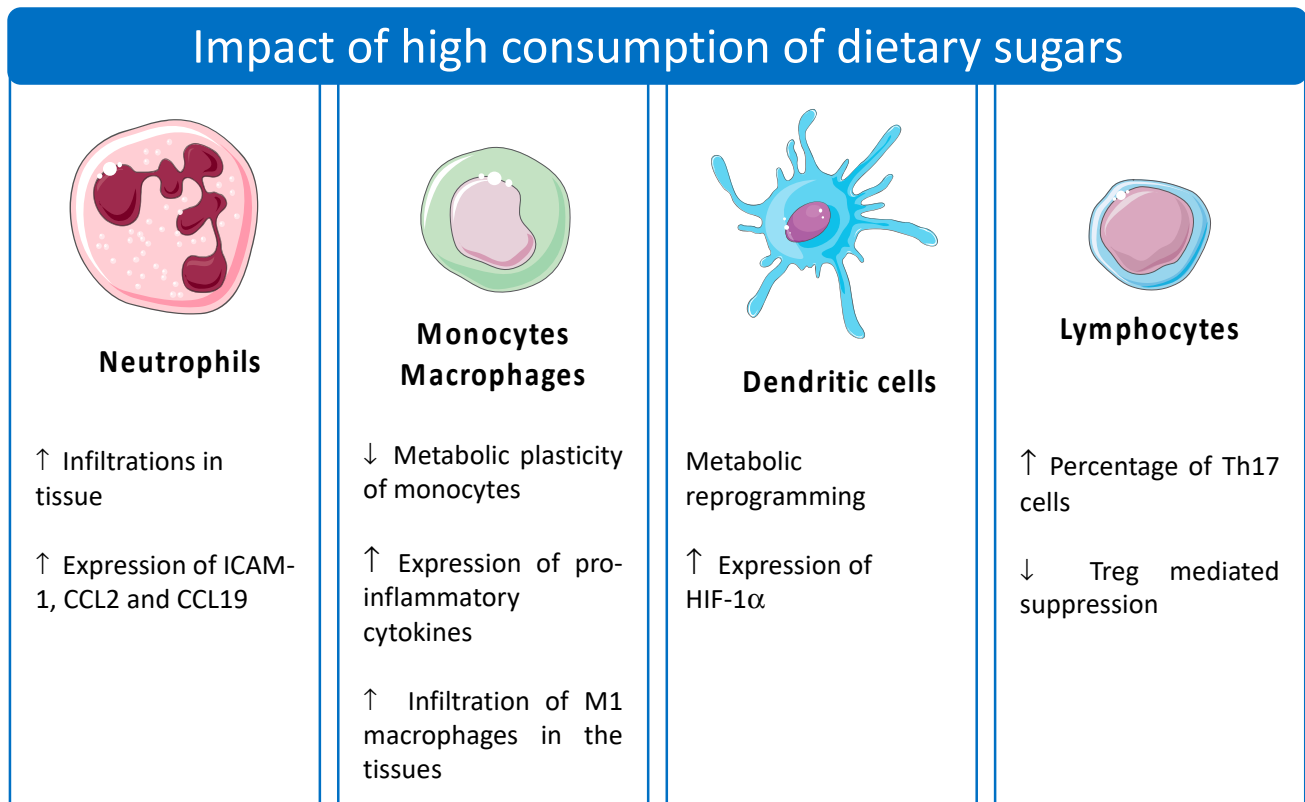 Impact of high consumption of dietary sugars
Neutrophils
↑ Infiltrations in
tissue
↑ Expression of ICAM-
1, CCL2 and CCL19
Monocytes
Macrophages
↓ Metabolic plasticity
of monocytes
↑ Expression of pro-
inflammatory
cytokines
↑ Infiltration of M1
macrophages in the
tissues
Dendritic cells
Metabolic
reprogramming
↑ Expression of
HIF-1α
Lymphocytes
↑ Percentage of Th17
cells
↓ Treg mediated
suppression